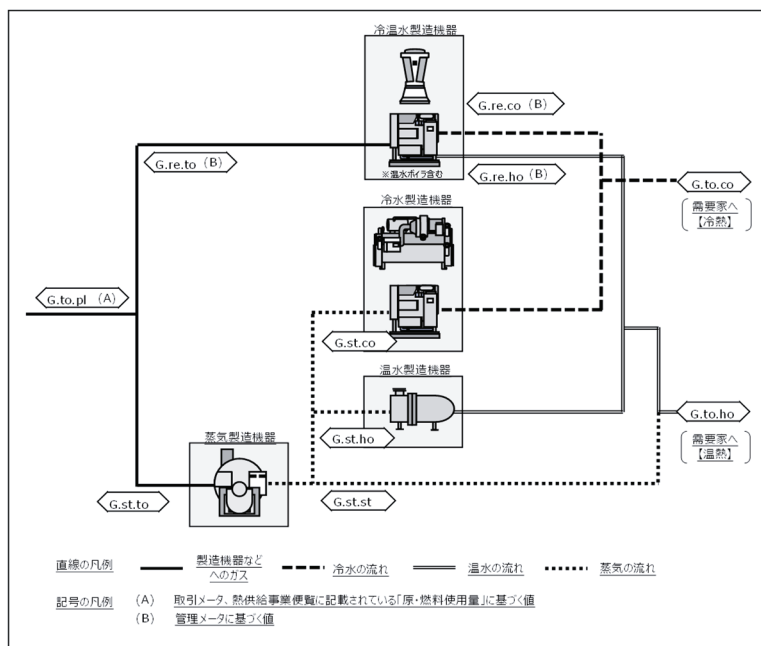 冷温水製造機器
G.re.co (B)
G.re.to (B)
※温水ボイラ含む
G.re.ho (B)
G.to.co
冷水製造機器
需要家へ
【冷熱】
G.to.pl (A)
G.st.co
温水製造機器
G.to.ho
蒸気製造機器
G.st.ho
需要家へ
【温熱】
G.st.to
G.st.st
直線の凡例
製造機器など
へのガス
冷水の流れ
温水の流れ
蒸気の流れ
記号の凡例
(A) 取引メータ、熱供給事業便覧に記載されている「原・燃料使用量」に基づく値
(B) 管理メータに基づく値